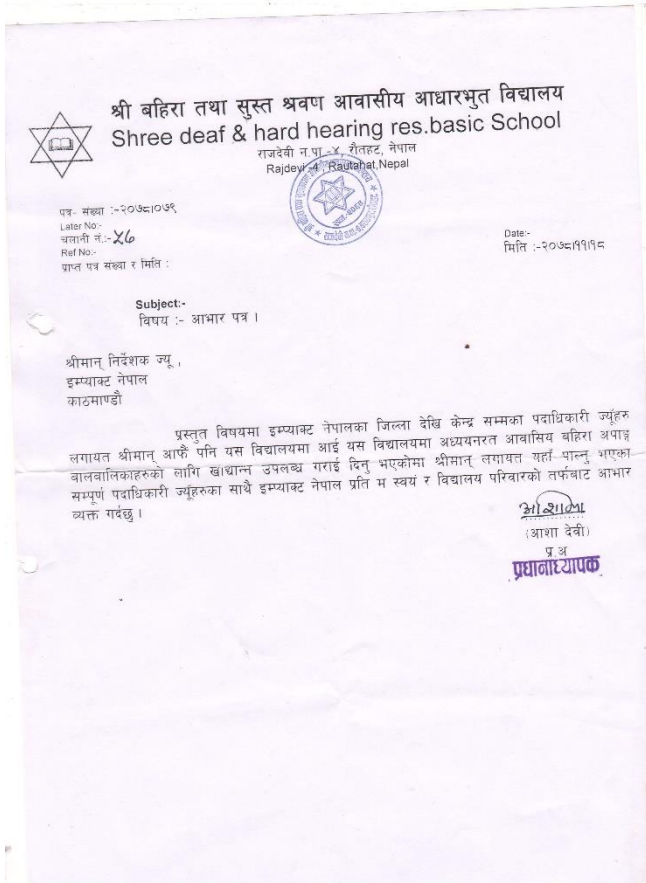 श्री बहिरा तथा सुस्त श्रवण आवासीय आधारभुत विद्यालय
Shree deaf & hard hearing res.basic School
राजदेवी न.पा.-४, रौतहट, नेपाल
Rajdevi-4, Rautahat,Nepal
पत्र- संख्या :-२०७८।०७९
Later No:-
चलानी नं.:- ५६
Ref No:-
प्राप्त पत्र संख्या र मिति :
Date:-
मिति :-२०७८।११।१८
Subject:-
विषय :- आभार पत्र ।
श्रीमान् निर्देशक ज्यू ,
इम्प्याक्ट नेपाल
काठमाण्डौ
प्रस्तुत विषयमा इम्प्याक्ट नेपालका जिल्ला देखि केन्द्र सम्मका पदाधिकारी ज्यूंहरु
लगायत श्रीमान् आफैं पनि यस विद्यालयमा आई यस विद्यालयमा अध्ययनरत आवासिय बहिरा अपाङ्ग
बालवालिकाहरुको लागि खाद्यान्न उपलब्ध गराई दिनु भएकोमा श्रीमान् लगायत यहाँ पाल्नु भएका
सम्पूर्ण पदाधिकारी ज्यूंहरुका साथै इम्प्याक्ट नेपाल प्रति म स्वयं र विद्यालय परिवारको तर्फबाट आभार
व्यक्त गर्दछु ।
(आशा देवी)
प्र.अ
प्रधानाध्यापक